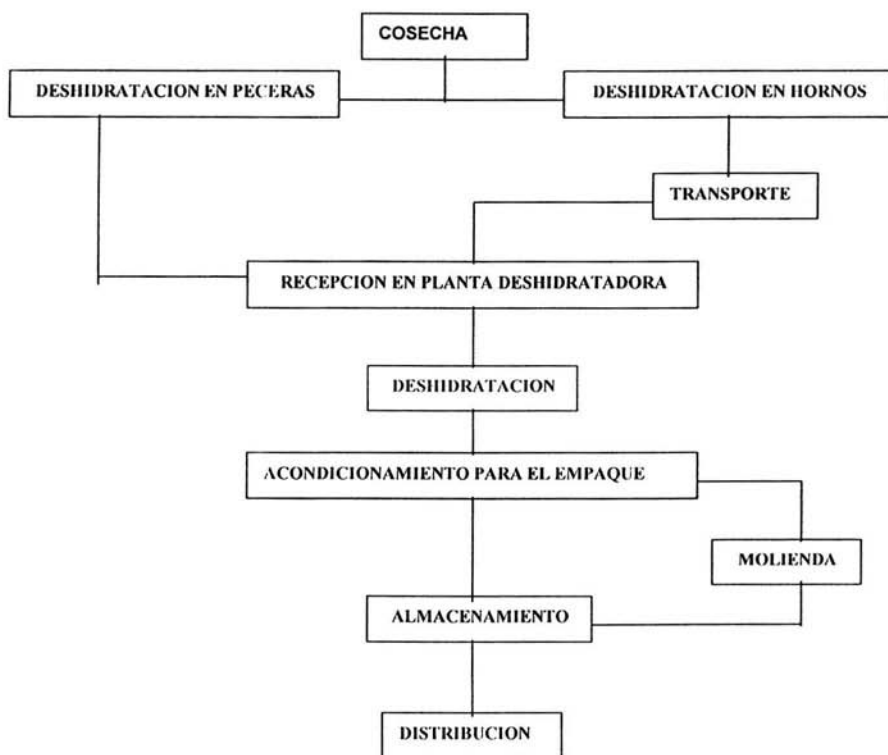 COSECHA
DESHIDRATACION EN PECERAS
DESHIDRATACION EN HORNOS
TRANSPORTE
RECEPCION EN PLANTA DESHIDRATADORA
DESHIDRATACION
ACONDICIONAMIENTO PARA EL EMPAQUE
MOLIENDA
ALMACENAMIENTO
DISTRIBUCION